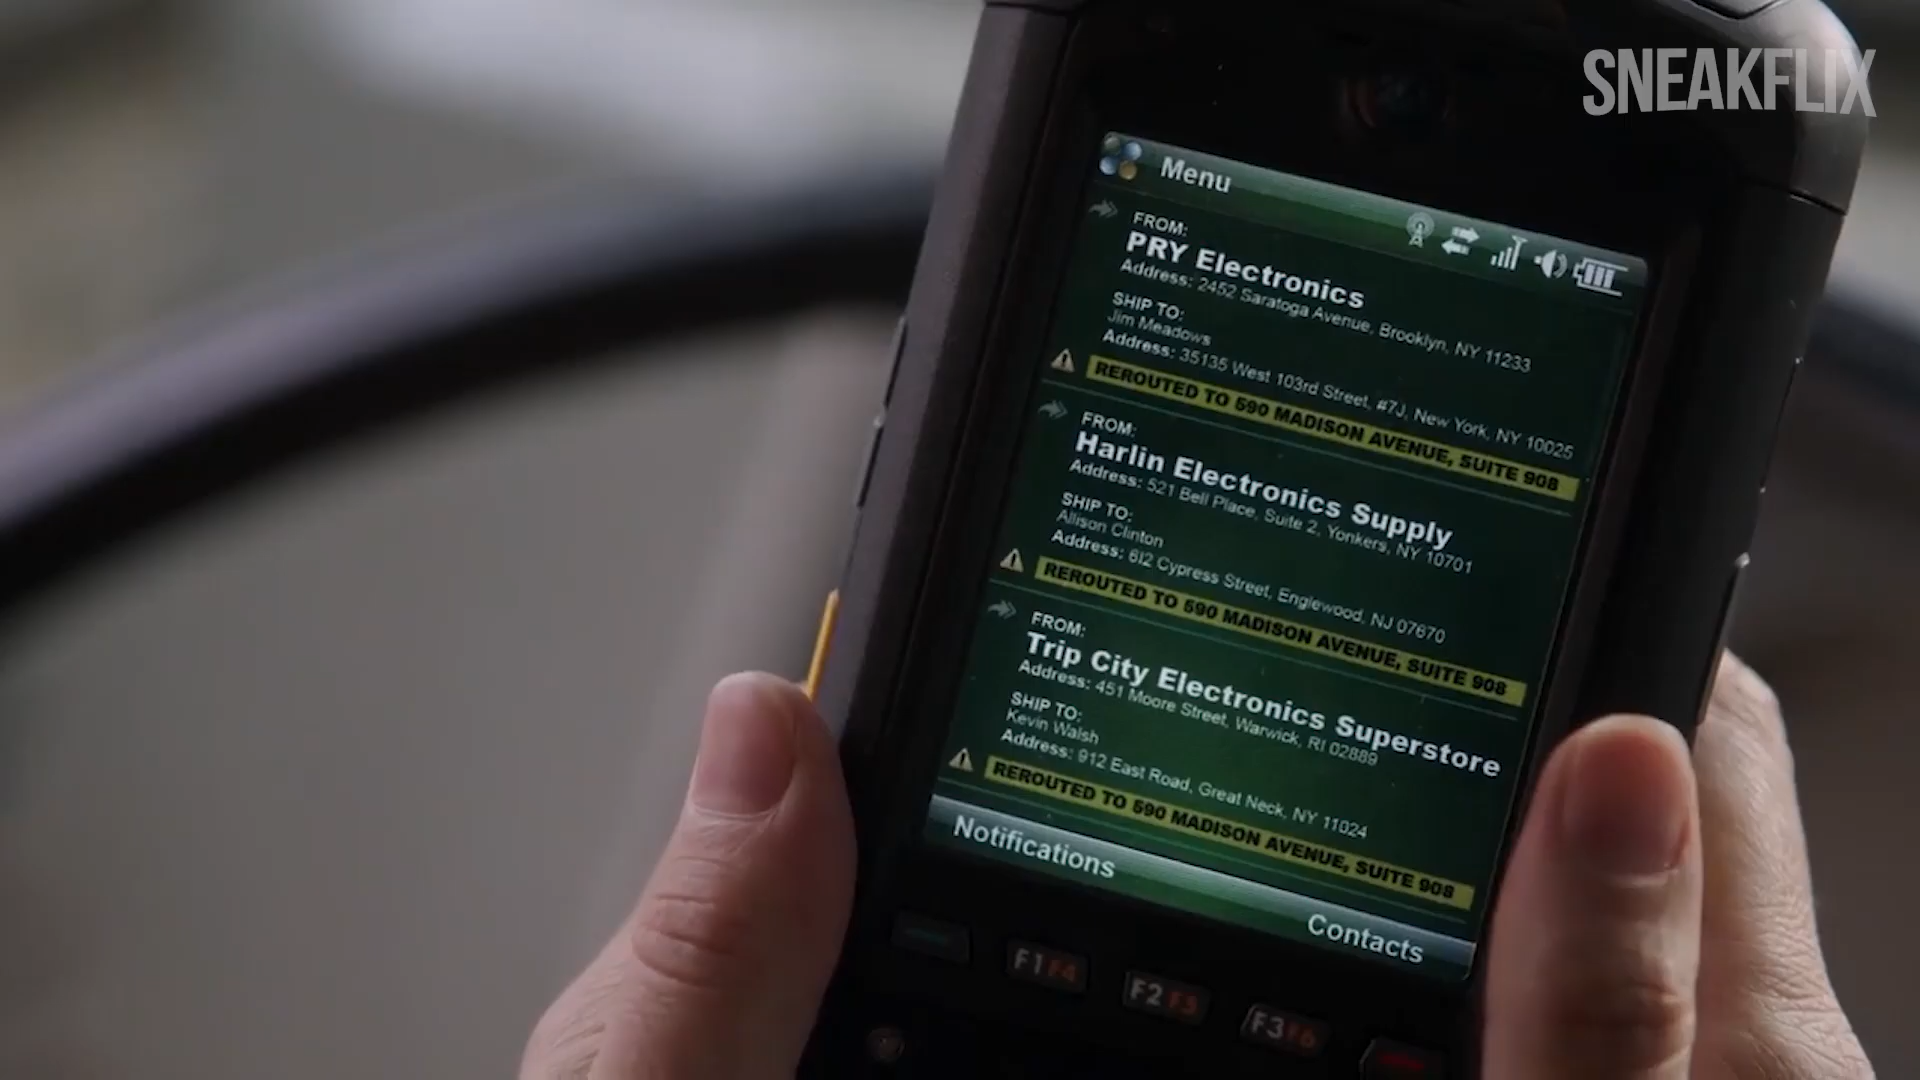 SNEAKFLIX
Menu
FROM:
PRY Electronics
Address: 2452 Saratoga Avenue, Brooklyn, NY 11233
SHIP TO:
Jim Meadows
Address: 35135 West 103rd Street, #7J, New York, NY 10025
REROUTED TO 590 MADISON AVENUE, SUITE 908
FROM:
Harlin Electronics Supply
Address: 521 Bell Place, Suite 2, Yonkers, NY 10701
SHIP TO:
Allison Clinton
Address: 6I2 Cypress Street, Englewood, NJ 07670
REROUTED TO 590 MADISON AVENUE, SUITE 908
FROM:
Trip City Electronics Superstore
Address: 451 Moore Street, Warwick, RI 02889
SHIP TO:
Kevin Walsh
Address: 912 East Road, Great Neck, NY 11024
REROUTED TO 590 MADISON AVENUE, SUITE 908
Notifications
Contacts
F1 F4
F2 F5
F3 F6